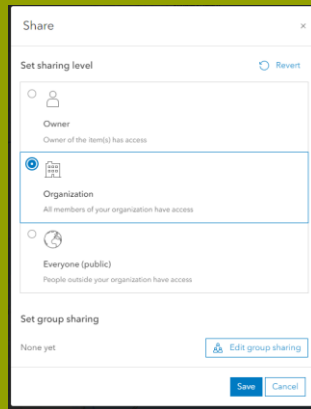 Share
Set sharing level
Revert
Owner
Owner of the item(s) has access
Organization
All members of your organization have access
Everyone (public)
People outside your organization have access
Set group sharing
None yet
Edit group sharing
Save
Cancel